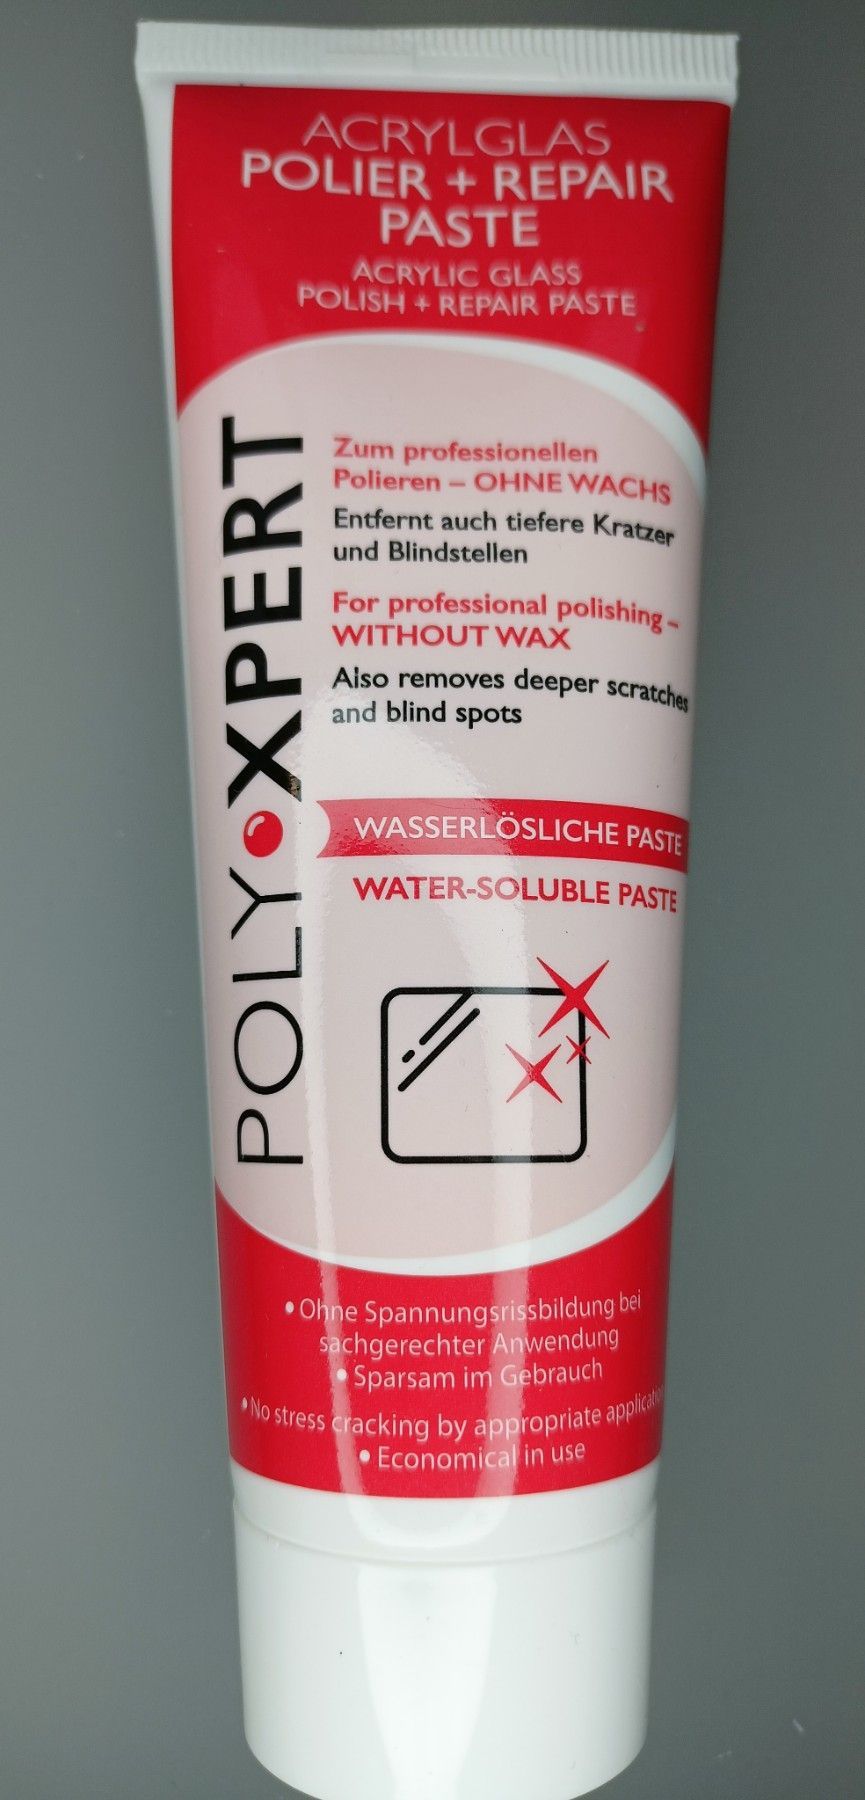 ACRYLGLAS
POLIER + REPAIR
PASTE
ACRYLIC GLASS
POLISH + REPAIR PASTE
POLY•XPERT
Zum professionellen
Polieren – OHNE WACHS
Entfernt auch tiefere Kratzer
und Blindstellen
For professional polishing –
WITHOUT WAX
Also removes deeper scratches
and blind spots
WASSERLÖSLICHE PASTE
WATER-SOLUBLE PASTE
• Ohne Spannungsrissbildung bei
sachgerechter Anwendung
• Sparsam im Gebrauch
• No stress cracking by appropriate application
• Economical in use